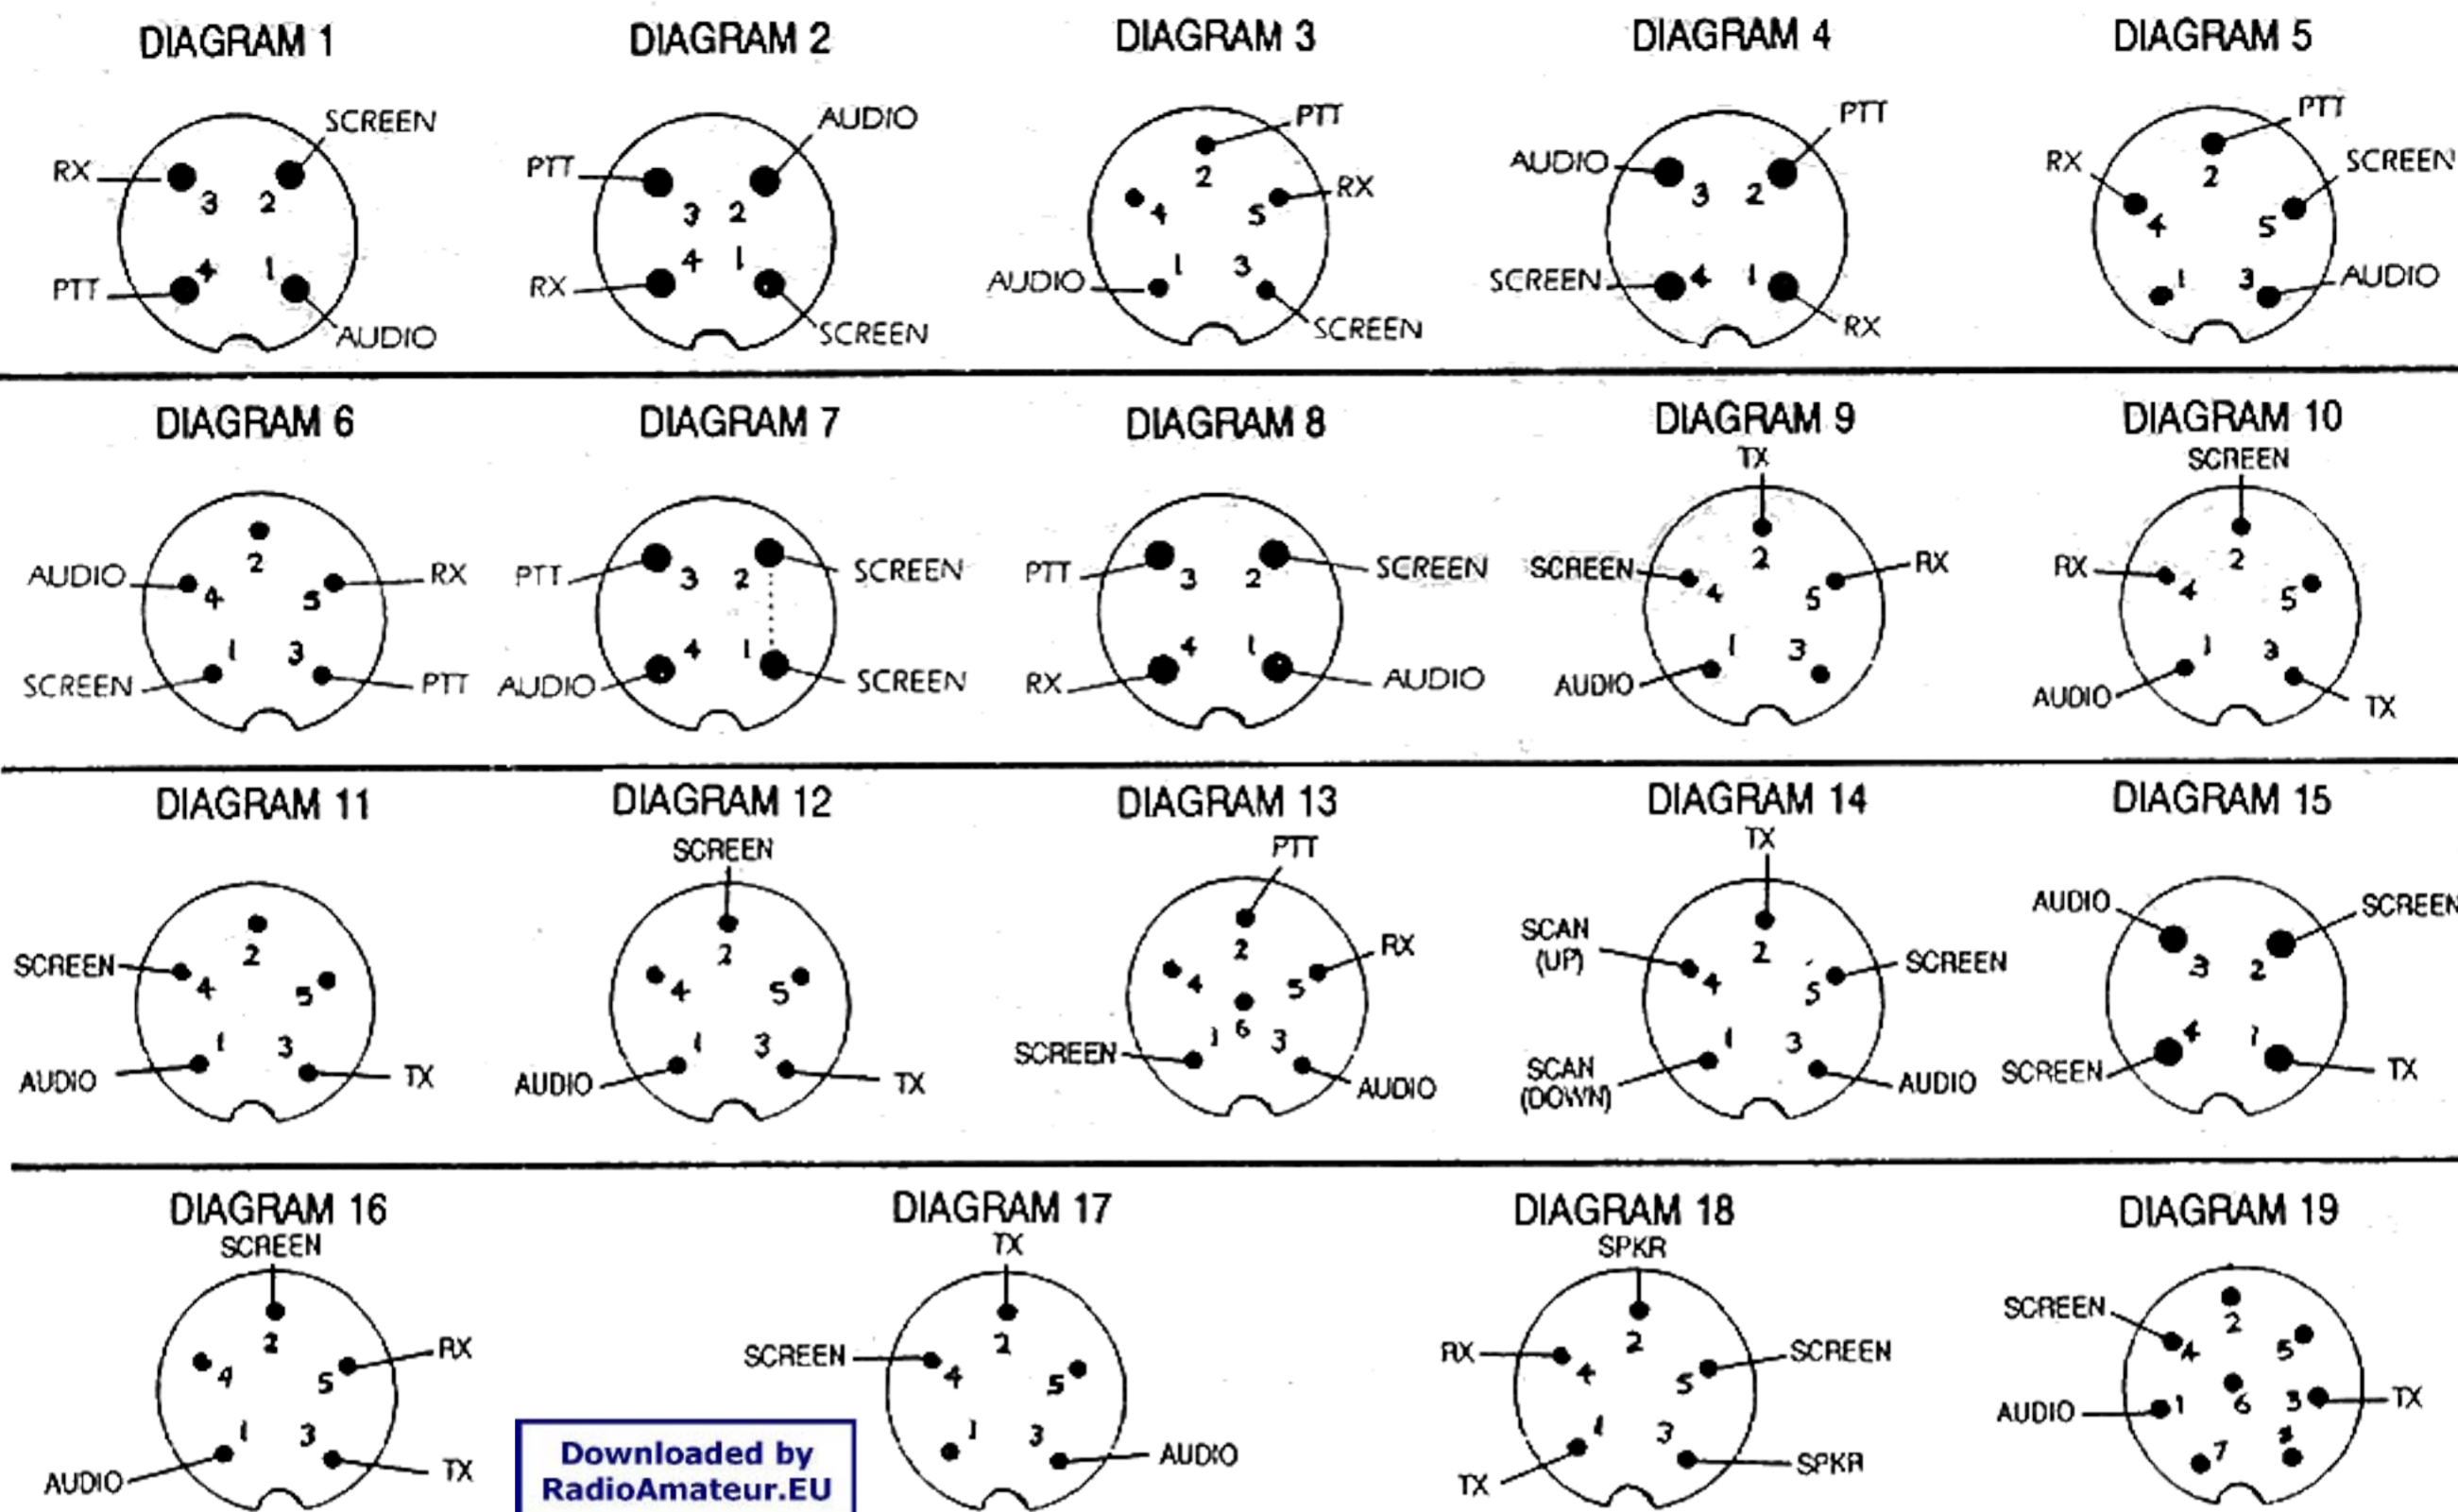 DIAGRAM 1
SCREEN
RX
3 2
4 1
PTT
AUDIO
DIAGRAM 2
AUDIO
PTT
3 2
4 1
RX
SCREEN
DIAGRAM 3
PTT
2
RX
4 5
1 3
AUDIO
SCREEN
DIAGRAM 4
PTT
AUDIO
3 2
SCREEN
4 1
RX
DIAGRAM 5
PTT
RX
SCREEN
2
4 5
1 3
AUDIO
DIAGRAM 6
2
AUDIO
RX
4 5
1 3
SCREEN
PTT
DIAGRAM 7
PTT
SCREEN
3 2
4 1
AUDIO
SCREEN
DIAGRAM 8
PTT
SCREEN
3 2
4 1
RX
AUDIO
DIAGRAM 9
TX
2
SCREEN
RX
4 5
1 3
AUDIO
DIAGRAM 10
SCREEN
2
RX
4 5
1 3
AUDIO
TX
DIAGRAM 11
2
SCREEN
4 5
1 3
AUDIO
TX
DIAGRAM 12
SCREEN
2
4 5
1 3
AUDIO
TX
DIAGRAM 13
PTT
2
RX
4 5
1 6 3
SCREEN
AUDIO
DIAGRAM 14
TX
SCAN
(UP)
2
SCREEN
4 5
1 3
SCAN
(DOWN)
AUDIO
DIAGRAM 15
AUDIO
SCREEN
3 2
4 1
SCREEN
TX
DIAGRAM 16
SCREEN
2
RX
4 5
1 3
AUDIO
TX
DIAGRAM 17
TX
2
SCREEN
4 5
1 3
AUDIO
DIAGRAM 18
SPKR
2
RX
SCREEN
4 5
1 3
TX
SPKR
DIAGRAM 19
SCREEN
2
4 5
AUDIO
1 6 3
TX
7
Downloaded by
RadioAmateur.EU